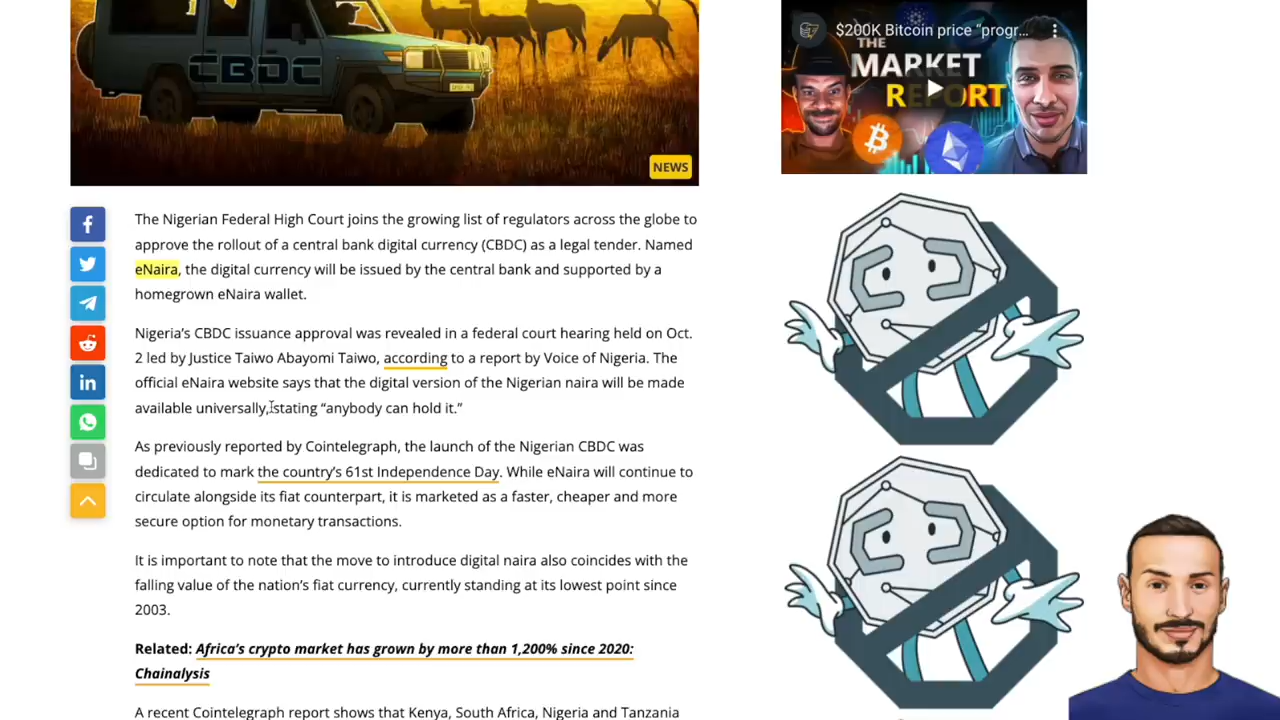 CBDC
NEWS
$200K Bitcoin price “progr...
THE
MARKET
REPORT
The Nigerian Federal High Court joins the growing list of regulators across the globe to
approve the rollout of a central bank digital currency (CBDC) as a legal tender. Named
eNaira, the digital currency will be issued by the central bank and supported by a
homegrown eNaira wallet.
Nigeria’s CBDC issuance approval was revealed in a federal court hearing held on Oct.
2 led by Justice Taiwo Abayomi Taiwo, according to a report by Voice of Nigeria. The
official eNaira website says that the digital version of the Nigerian naira will be made
available universally, stating “anybody can hold it.”
As previously reported by Cointelegraph, the launch of the Nigerian CBDC was
dedicated to mark the country’s 61st Independence Day. While eNaira will continue to
circulate alongside its fiat counterpart, it is marketed as a faster, cheaper and more
secure option for monetary transactions.
It is important to note that the move to introduce digital naira also coincides with the
falling value of the nation’s fiat currency, currently standing at its lowest point since
2003.
Related: Africa’s crypto market has grown by more than 1,200% since 2020:
Chainalysis
A recent Cointelegraph report shows that Kenya, South Africa, Nigeria and Tanzania